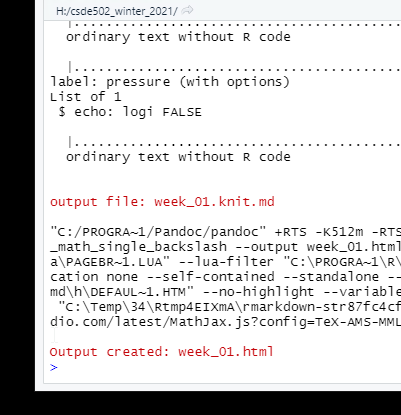 H:/csde502_winter_2021/
|.............................................
ordinary text without R code
|.............................................
label: pressure (with options)
List of 1
$ echo: logi FALSE
|.............................................
ordinary text without R code
output file: week_01.knit.md
"C:/PROGRA~1/Pandoc/pandoc" +RTS -K512m -RTS
_math_single_backslash --output week_01.html
a\PAGEBR~1.LUA" --lua-filter "C:\PROGRA~1\R\
cation none --self-contained --standalone --
md\h\DEFAUL~1.HTM" --no-highlight --variable
"C:\Temp\34\Rtmp4EIXmA\rmarkdown-str87fc4cf
dio.com/latest/MathJax.js?config=TeX-AMS-MML
Output created: week_01.html
>